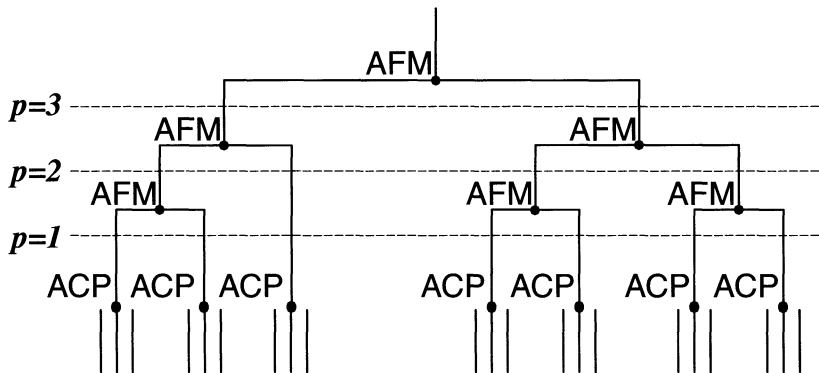 AFM
p=3
AFM AFM
p=2
AFM AFM AFM
p=1
ACP ACP ACP ACP ACP ACP ACP